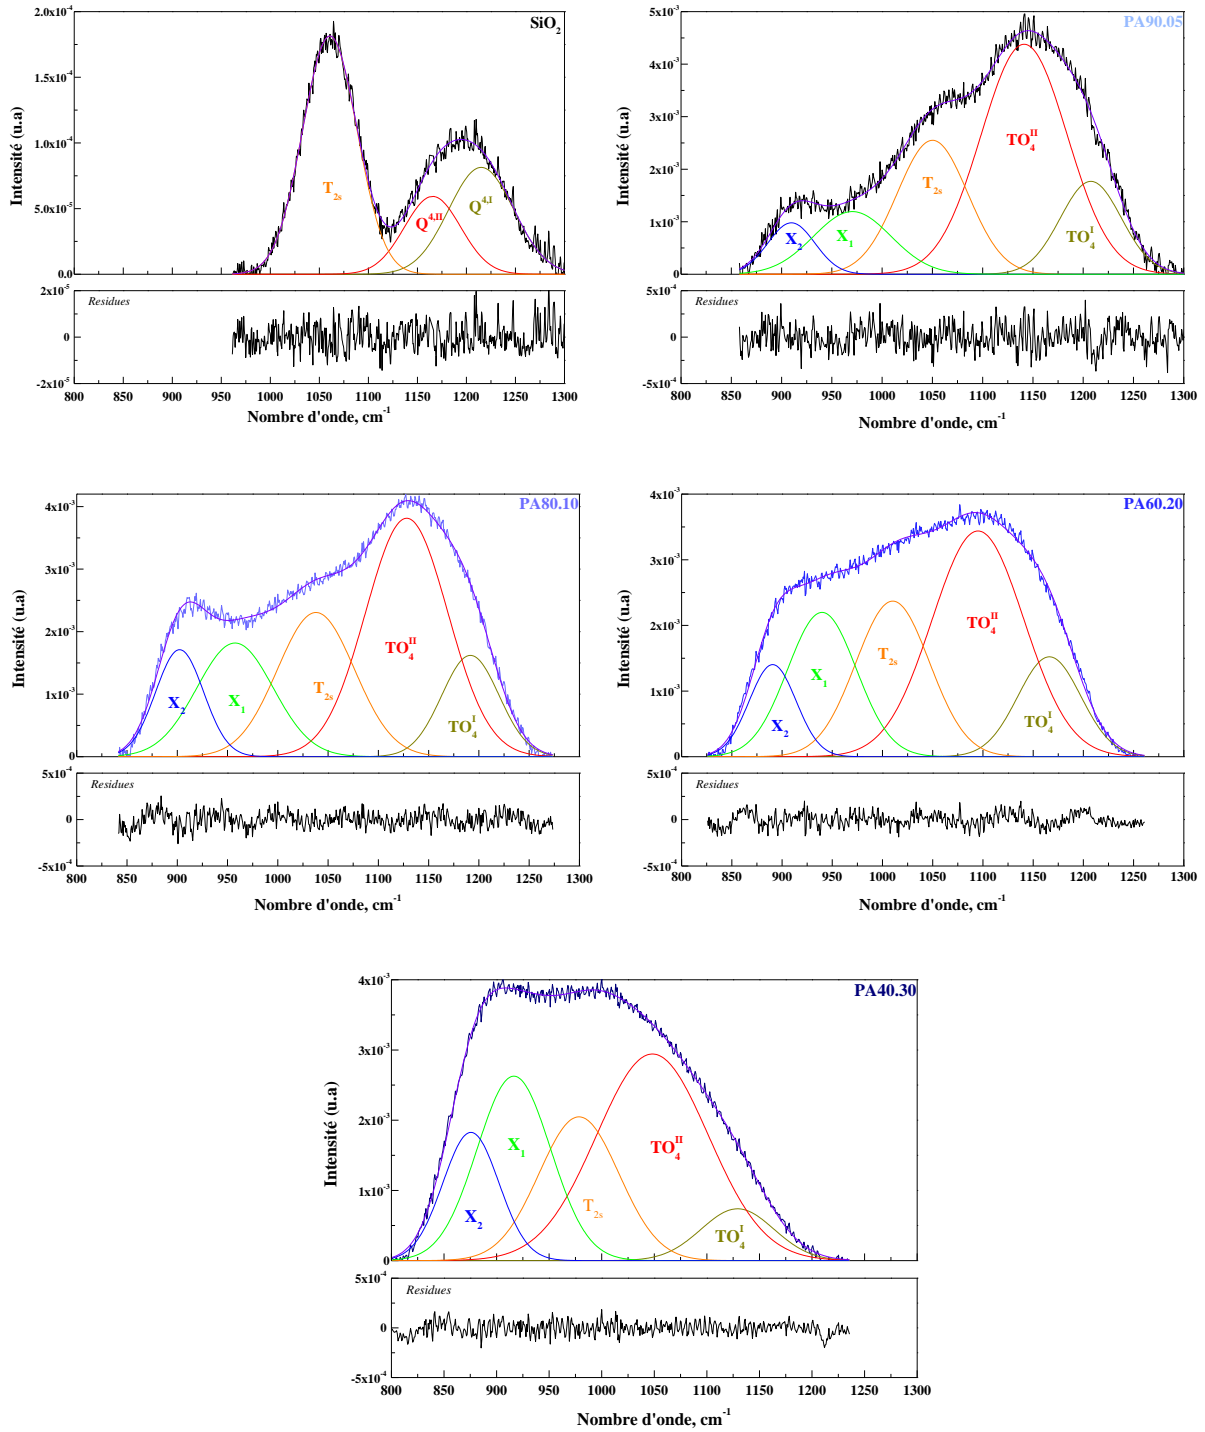 SiO2
2.0x10-4
1.5x10-4
1.0x10-4
5.0x10-5
0.0
Intensité (u.a)
T2s
Q4,II
Q4,I
Residues
2x10-5
0
-2x10-5
800 850 900 950 1000 1050 1100 1150 1200 1250 1300
Nombre d'onde, cm-1
PA90.05
5x10-3
4x10-3
3x10-3
2x10-3
1x10-3
0
Intensité (u.a)
X2
X1
T2s
TO4II
TO4I
Residues
5x10-4
0
-5x10-4
800 850 900 950 1000 1050 1100 1150 1200 1250 1300
Nombre d'onde, cm-1
PA80.10
4x10-3
3x10-3
2x10-3
1x10-3
0
Intensité (u.a)
X2
X1
T2s
TO4II
TO4I
Residues
5x10-4
0
-5x10-4
800 850 900 950 1000 1050 1100 1150 1200 1250 1300
Nombre d'onde, cm-1
PA60.20
4x10-3
3x10-3
2x10-3
1x10-3
0
Intensité (u.a)
X2
X1
T2s
TO4II
TO4I
Residues
5x10-4
0
-5x10-4
800 850 900 950 1000 1050 1100 1150 1200 1250 1300
Nombre d'onde, cm-1
PA40.30
4x10-3
3x10-3
2x10-3
1x10-3
0
Intensité (u.a)
X2
X1
T2s
TO4II
TO4I
Residues
5x10-4
0
-5x10-4
800 850 900 950 1000 1050 1100 1150 1200 1250 1300
Nombre d'onde, cm-1